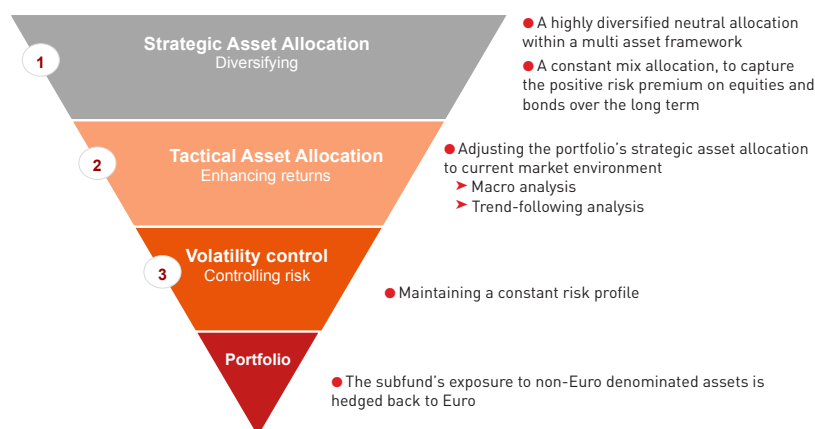 Strategic Asset Allocation
Diversifying
1
● A highly diversified neutral allocation
within a multi asset framework
● A constant mix allocation, to capture
the positive risk premium on equities and
bonds over the long term
Tactical Asset Allocation
Enhancing returns
2
● Adjusting the portfolio’s strategic asset allocation
to current market environment
➤ Macro analysis
➤ Trend-following analysis
Volatility control
Controlling risk
3
● Maintaining a constant risk profile
Portfolio
● The subfund’s exposure to non-Euro denominated assets is
hedged back to Euro